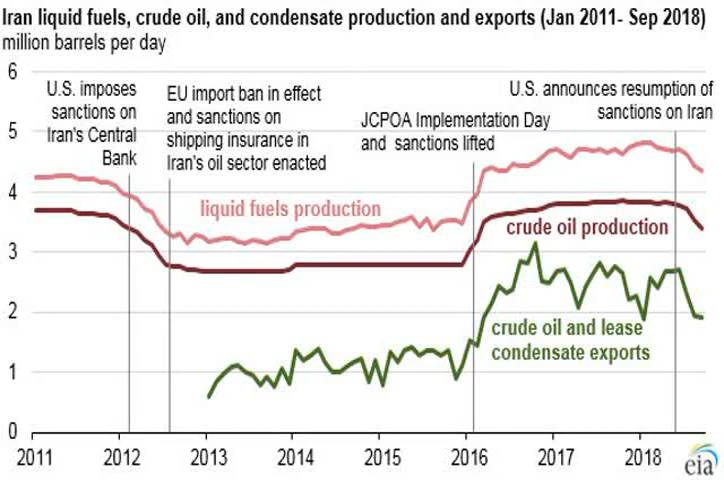 Iran liquid fuels, crude oil, and condensate production and exports (Jan 2011- Sep 2018)
million barrels per day
6
5
4
3
2
1
0
U.S. imposes
sanctions on
Iran's Central
Bank
EU import ban in effect
and sanctions on
shipping insurance in
Iran's oil sector enacted
JCPOA Implementation Day
and sanctions lifted
U.S. announces resumption of
sanctions on Iran
liquid fuels production
crude oil production
crude oil and lease
condensate exports
2011 2012 2013 2014 2015 2016 2017 2018
eia